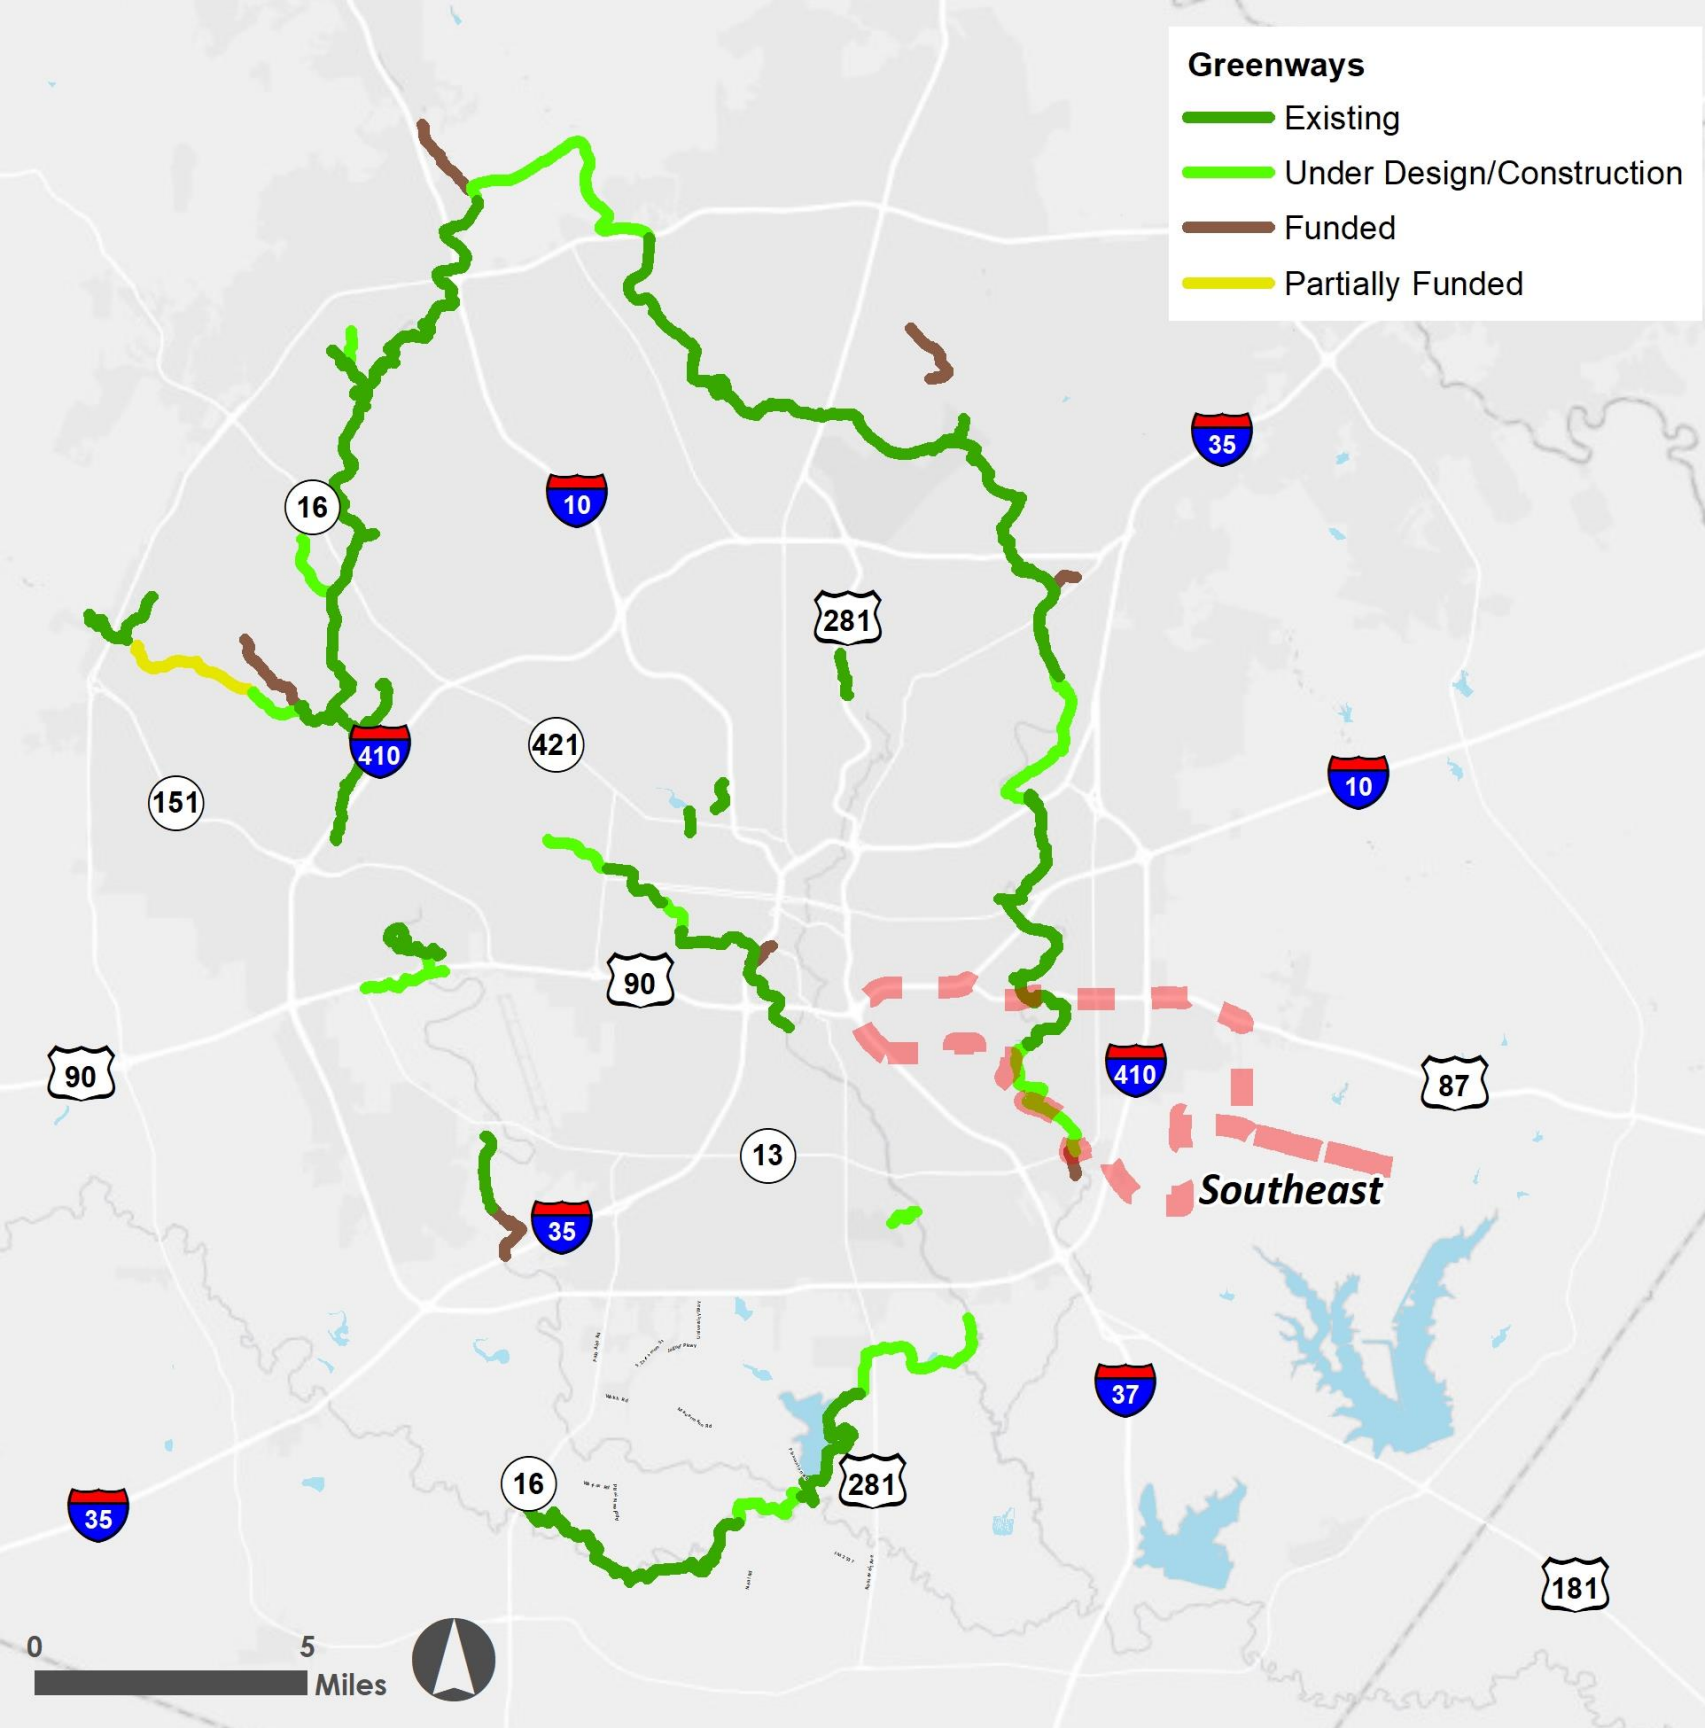 Greenways
Existing
Under Design/Construction
Funded
Partially Funded
35
16
10
281
410
421
10
151
90
90
410
87
13
Southeast
35
37
16
281
35
181
0 5
Miles